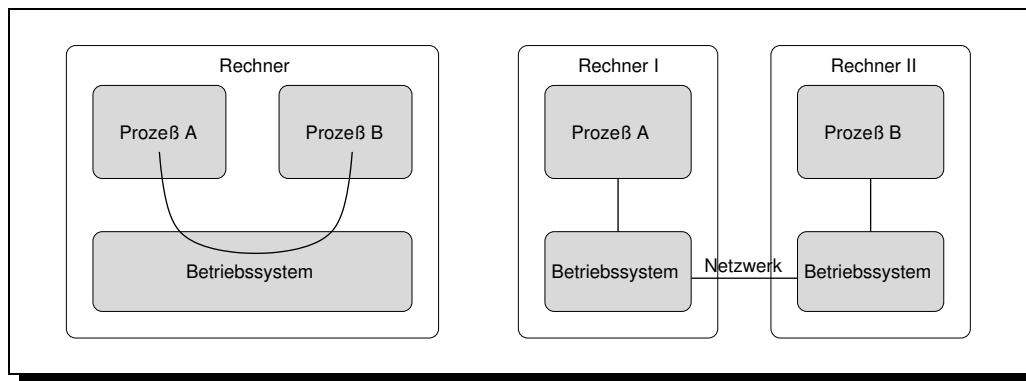 Rechner
Prozeß A
Prozeß B
Betriebssystem
Rechner I
Prozeß A
Betriebssystem
Netzwerk
Rechner II
Prozeß B
Betriebssystem